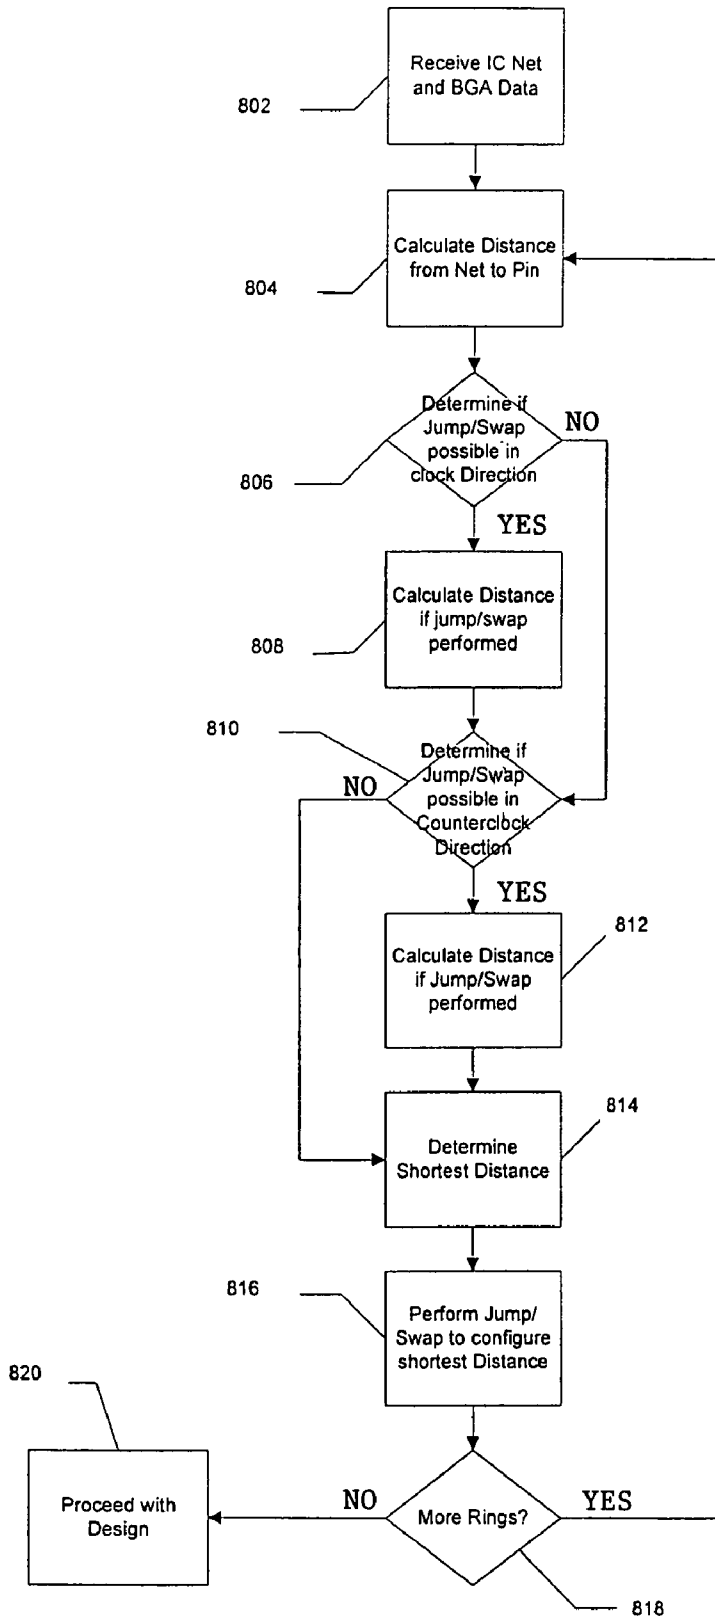 Receive IC Net
and BGA Data
802
Calculate Distance
from Net to Pin
804
Determine if
Jump/Swap
possible in
clock Direction
NO
806
YES
Calculate Distance
if jump/swap
performed
808
810
Determine if
Jump/Swap
possible in
Counterclock
Direction
NO
YES
812
Calculate Distance
if Jump/Swap
performed
814
Determine
Shortest Distance
816
Perform Jump/
Swap to configure
shortest Distance
820
Proceed with
Design
NO
More Rings?
YES
818